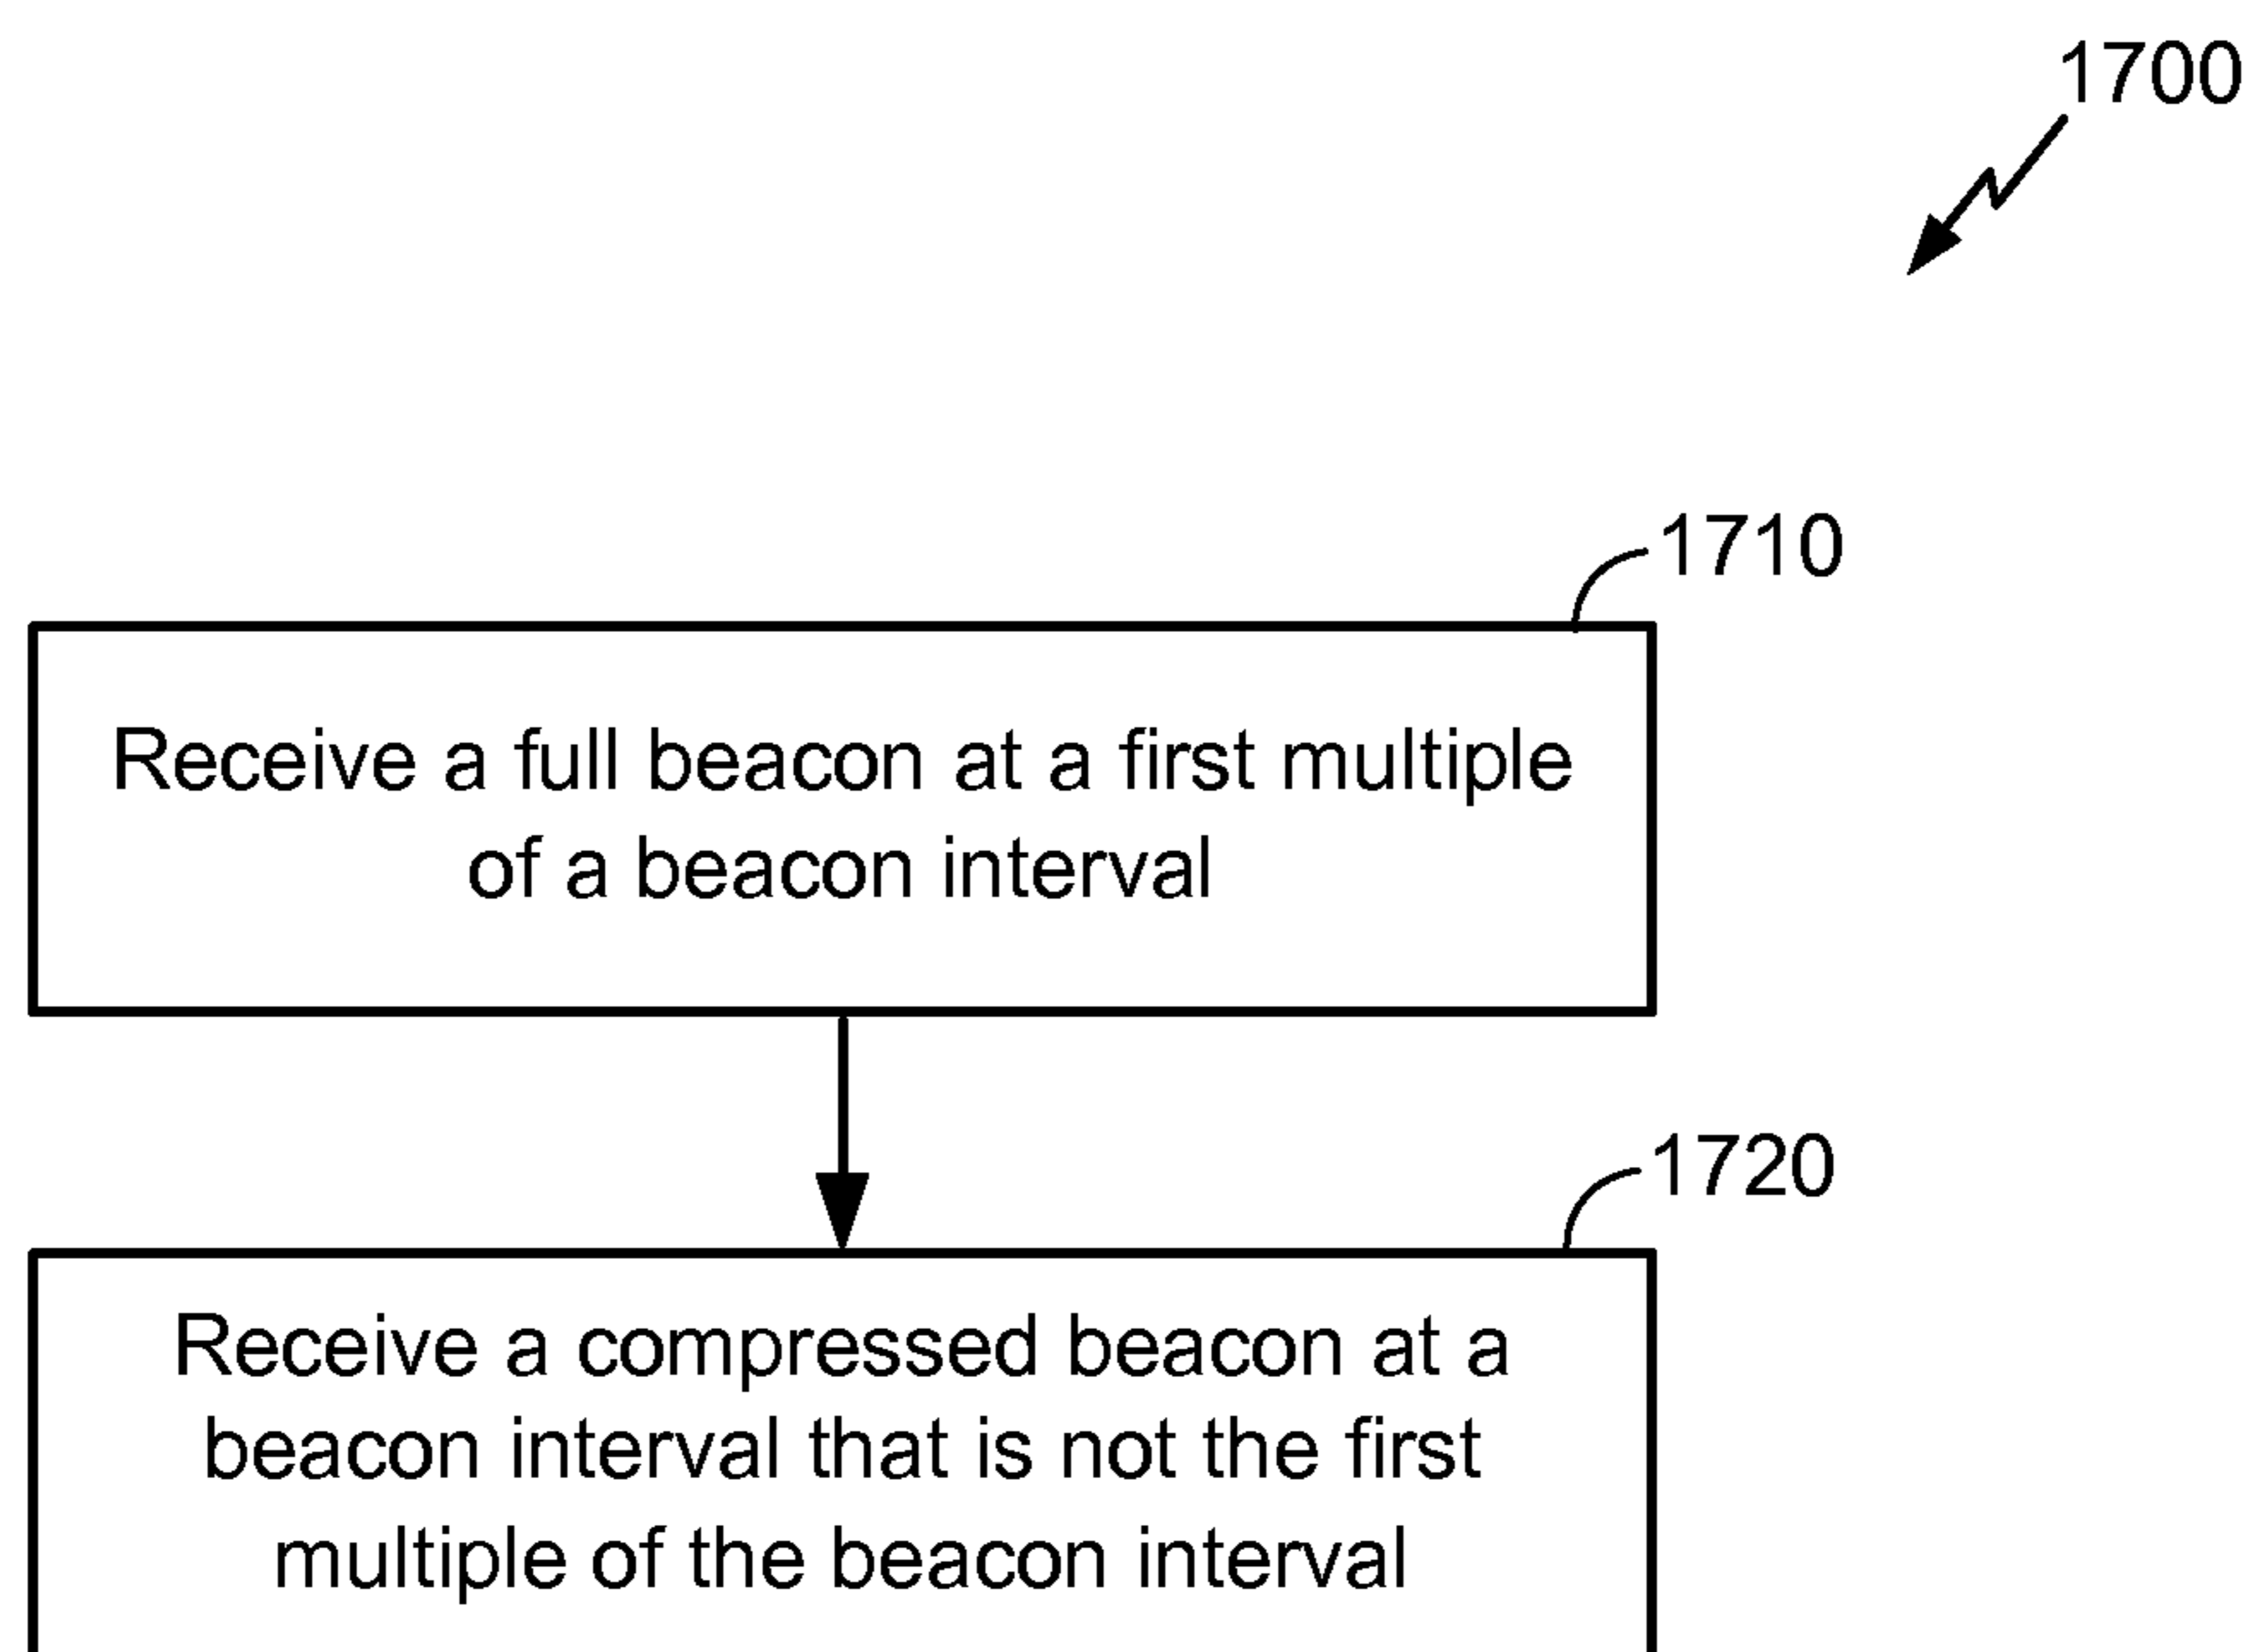 1700
1710
Receive a full beacon at a first multiple
of a beacon interval
1720
Receive a compressed beacon at a
beacon interval that is not the first
multiple of the beacon interval